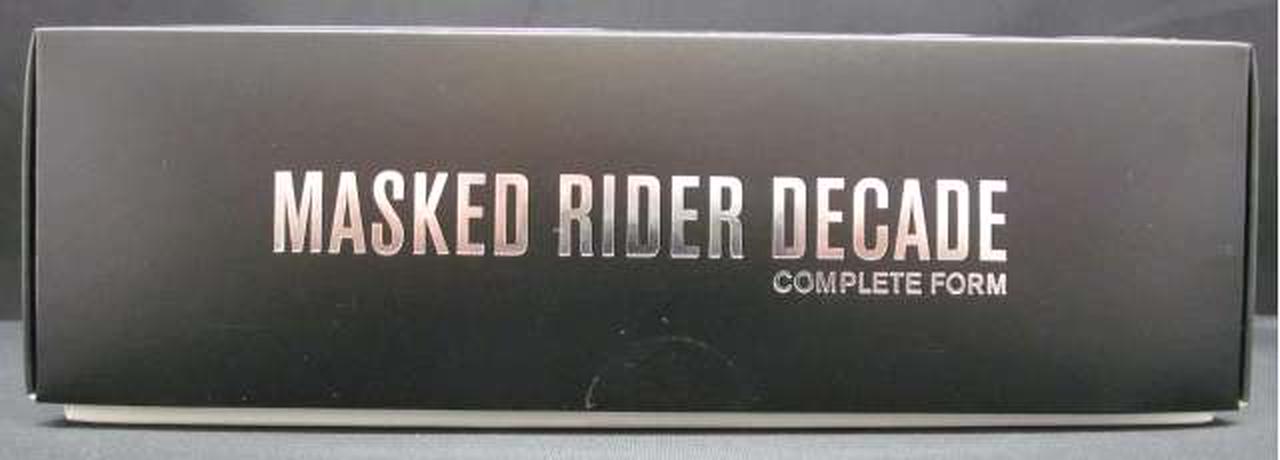 MASKED RIDER DECADE
COMPLETE FORM